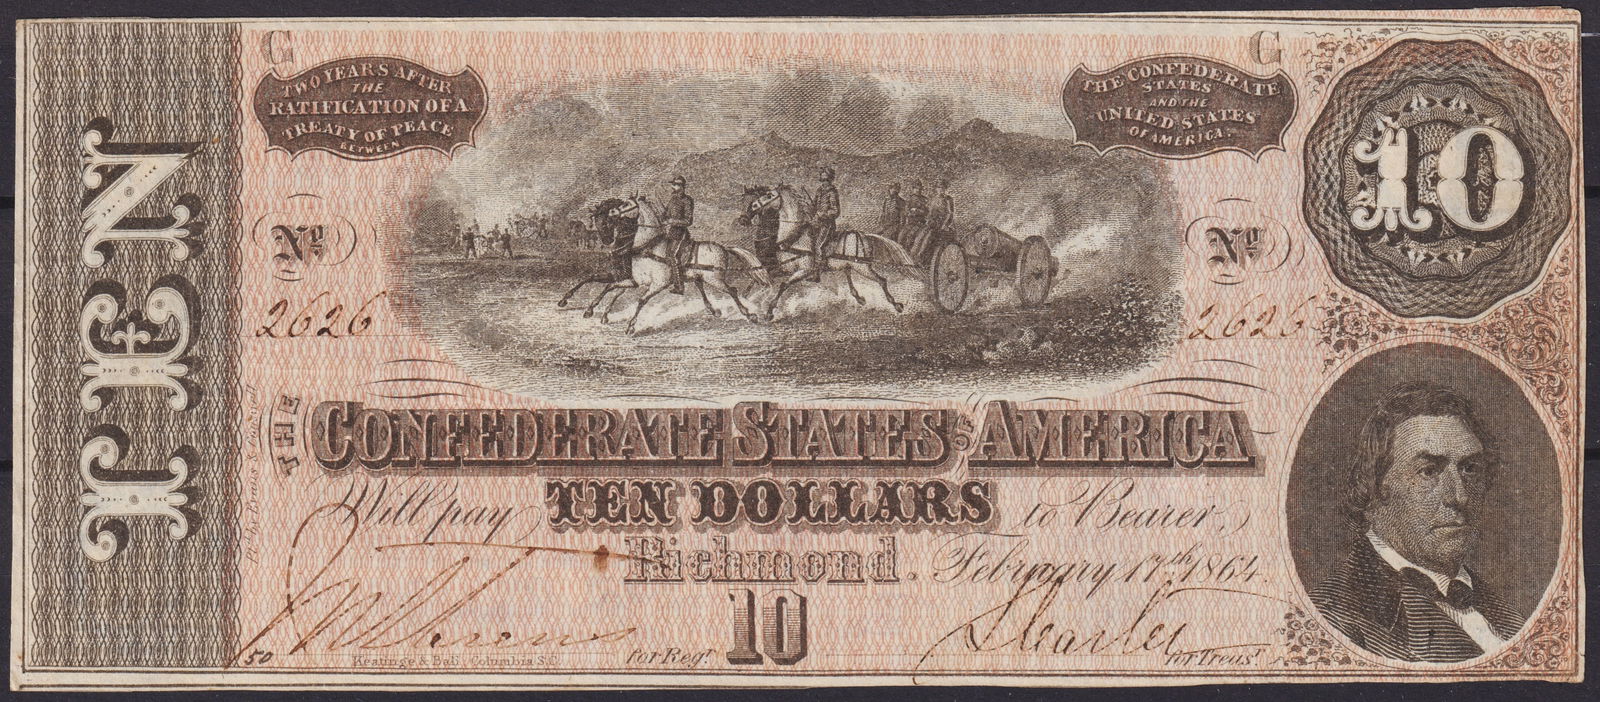 G
TWO YEARS AFTER
THE
RATIFICATION OF A
TREATY OF PEACE
BETWEEN
G
THE CONFEDERATE
STATES
AND THE
UNITED STATES
OF AMERICA.
10
TEN
No
2626
No
2626
THE CONFEDERATE STATES OF AMERICA
Will pay TEN DOLLARS to Bearer,
Richmond. February 17th 1864
10
50
Keatinge & Ball, Columbia S.C.
for Regr
for Treasr